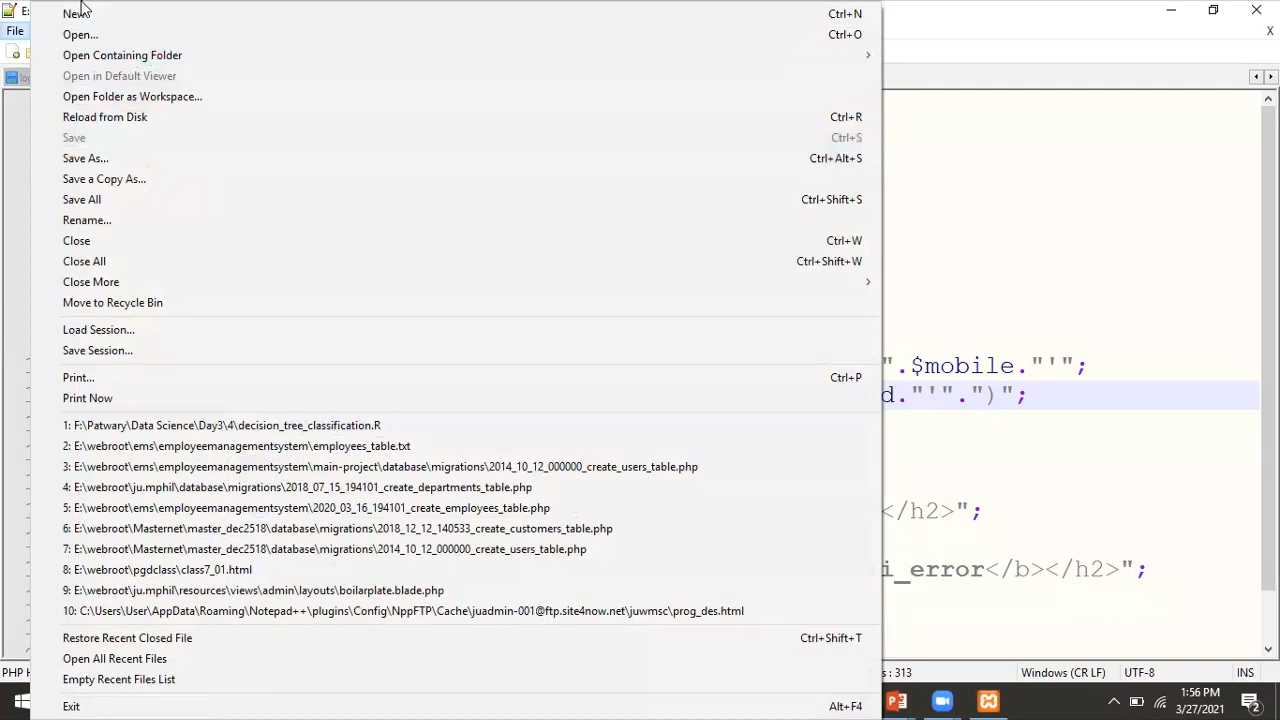 E:
File
X
New Ctrl+N
Open... Ctrl+O
Open Containing Folder
Open in Default Viewer
Open Folder as Workspace...
Reload from Disk Ctrl+R
Save Ctrl+S
Save As... Ctrl+Alt+S
Save a Copy As...
Save All Ctrl+Shift+S
Rename...
Close Ctrl+W
Close All Ctrl+Shift+W
Close More
Move to Recycle Bin
Load Session...
Save Session...
".$mobile."'";
Print... Ctrl+P
d."'".")";
Print Now
1: F:\Patwary\Data Science\Day3\4\decision_tree_classification.R
2: E:\webroot\ems\employeemanagementsystem\employees_table.txt
3: E:\webroot\ems\employeemanagementsystem\main-project\database\migrations\2014_10_12_000000_create_users_table.php
4: E:\webroot\ju.mphil\database\migrations\2018_07_15_194101_create_departments_table.php
5: E:\webroot\ems\employeemanagementsystem\2020_03_16_194101_create_employees_table.php
</h2>";
6: E:\webroot\Masternet\master_dec2518\database\migrations\2018_12_12_140533_create_customers_table.php
7: E:\webroot\Masternet\master_dec2518\database\migrations\2014_10_12_000000_create_users_table.php
8: E:\webroot\pgdclass\class7_01.html
i_error</b></h2>";
9: E:\webroot\ju.mphil\resources\views\admin\layouts\boilarplate.blade.php
10: C:\Users\User\AppData\Roaming\Notepad++\plugins\Config\NppFTP\Cache\juadmin-001@ftp.site4now.net\juwmsc\prog_des.html
Restore Recent Closed File Ctrl+Shift+T
Open All Recent Files
Empty Recent Files List
PHP H s : 313 Windows (CR LF) UTF-8 INS
Exit Alt+F4
1:56 PM
3/27/2021
2